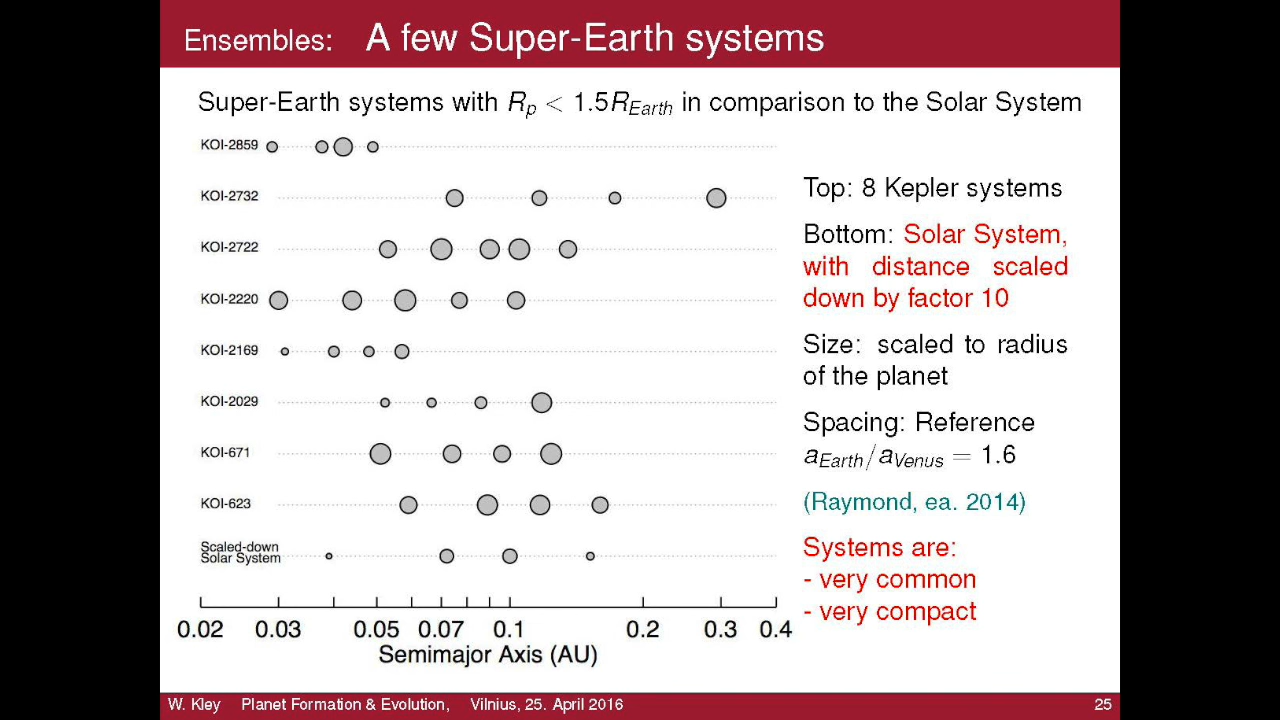 Ensembles: A few Super-Earth systems
Super-Earth systems with Rp < 1.5REarth in comparison to the Solar System
KOI-2859
KOI-2732
KOI-2722
KOI-2220
KOI-2169
KOI-2029
KOI-671
KOI-623
Scaled-down
Solar System
0.02 0.03 0.05 0.07 0.1 0.2 0.3 0.4
Semimajor Axis (AU)
Top: 8 Kepler systems
Bottom: Solar System,
with distance scaled
down by factor 10
Size: scaled to radius
of the planet
Spacing: Reference
aEarth/aVenus = 1.6
(Raymond, ea. 2014)
Systems are:
- very common
- very compact
W. Kley Planet Formation & Evolution, Vilnius, 25. April 2016 25